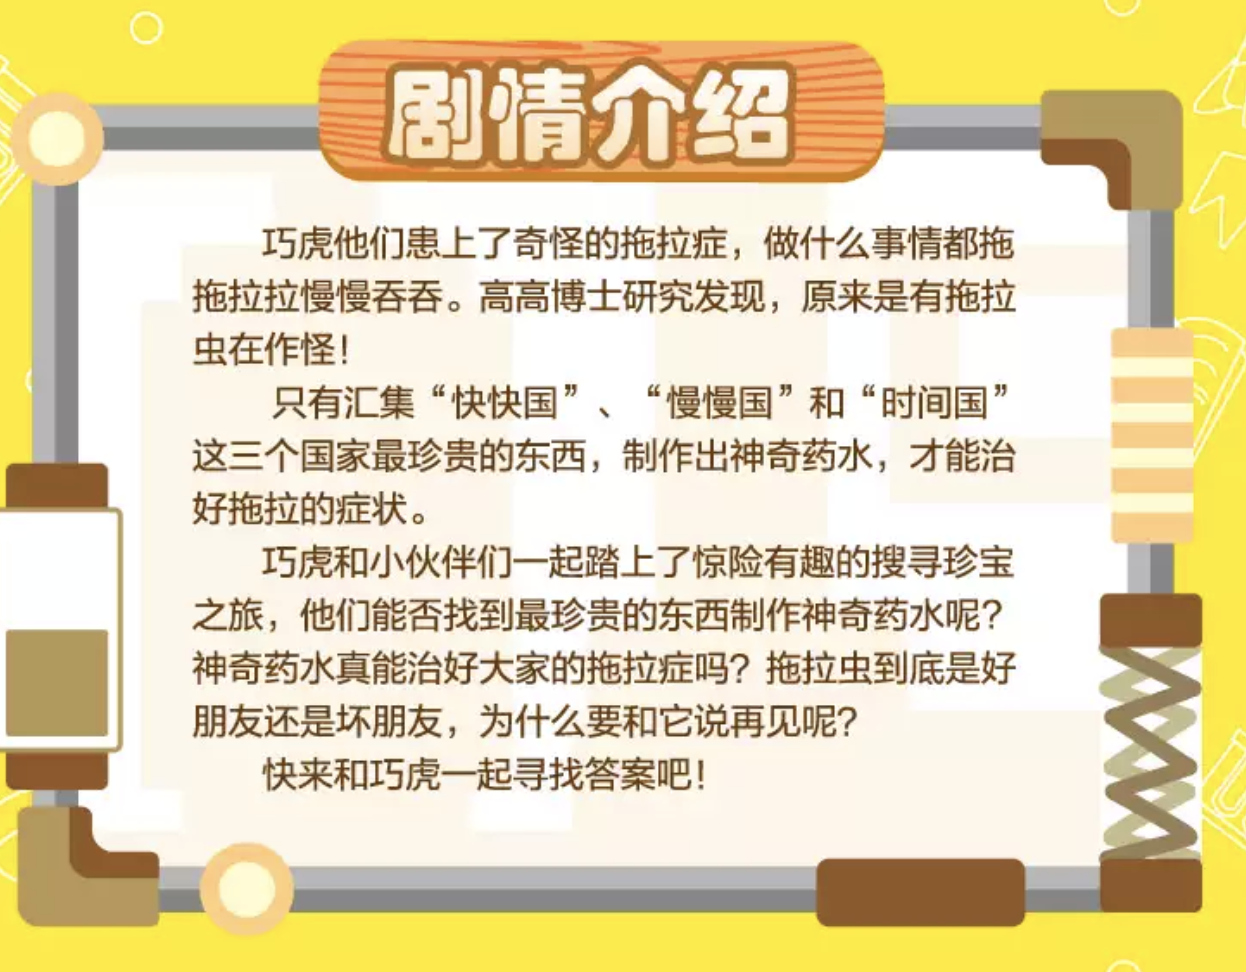 剧情介绍
巧虎他们患上了奇怪的拖拉症，做什么事情都拖
拖拉拉慢慢吞吞。高高博士研究发现，原来是有拖拉
虫在作怪！
只有汇集“快快国”、“慢慢国”和“时间国”
这三个国家最珍贵的东西，制作出神奇药水，才能治
好拖拉的症状。
巧虎和小伙伴们一起踏上了惊险有趣的搜寻珍宝
之旅，他们能否找到最珍贵的东西制作神奇药水呢？
神奇药水真能治好大家的拖拉症吗？拖拉虫到底是好
朋友还是坏朋友，为什么要和它说再见呢？
快来和巧虎一起寻找答案吧！